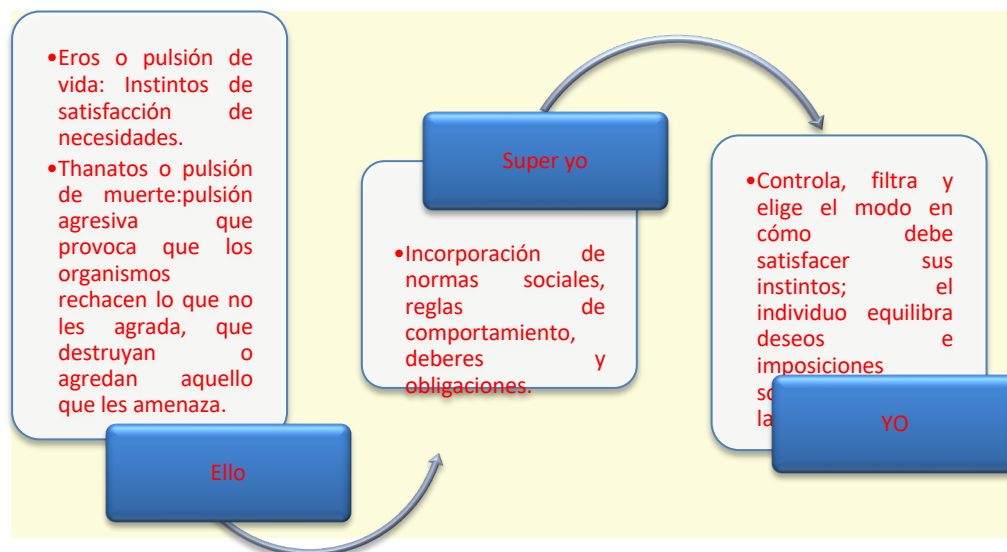 •Eros o pulsión de
vida: Instintos de
satisfacción de
necesidades.
•Thanatos o pulsión
de muerte:pulsión
agresiva que
provoca que los
organismos
rechacen lo que no
les agrada, que
destruyan o
agredan aquello
que les amenaza.
Ello
Super yo
•Incorporación de
normas sociales,
reglas de
comportamiento,
deberes y
obligaciones.
•Controla, filtra y
elige el modo en
cómo debe
satisfacer sus
instintos; el
individuo equilibra
deseos e
imposiciones
YO